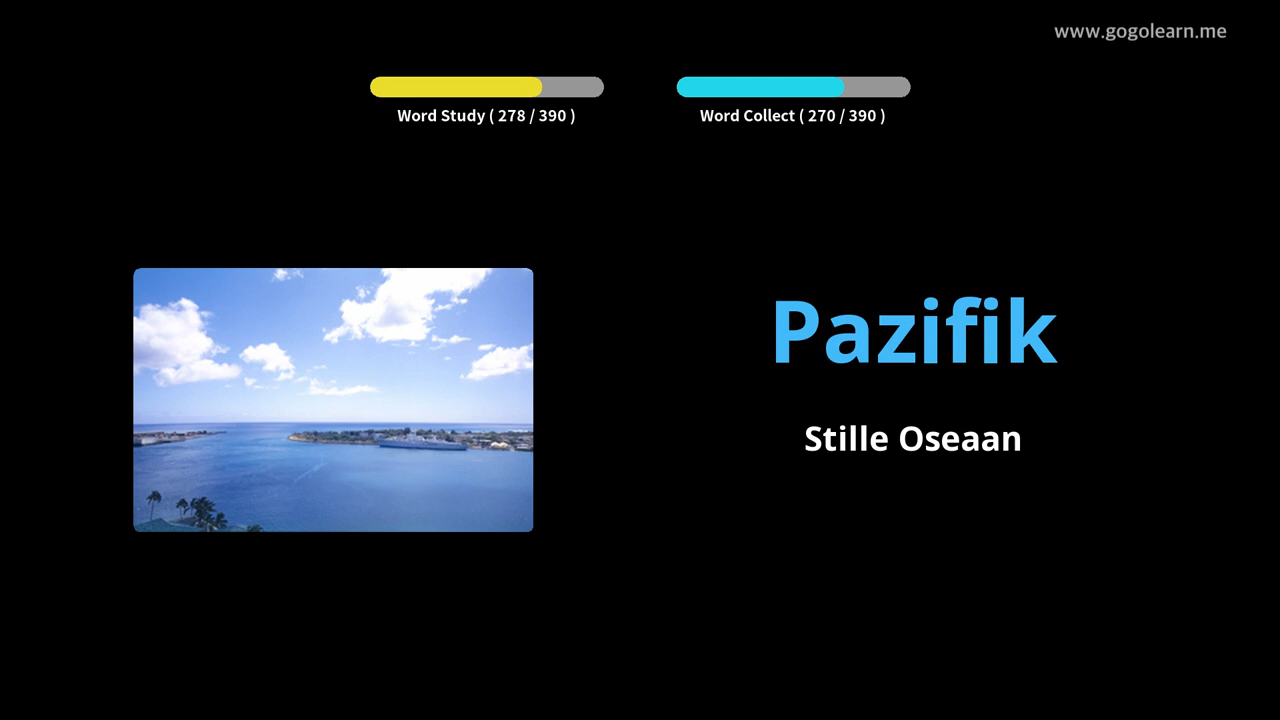 www.gogolearn.me
Word Study ( 278 / 390 )
Word Collect ( 270 / 390 )
Pazifik
Stille Oseaan